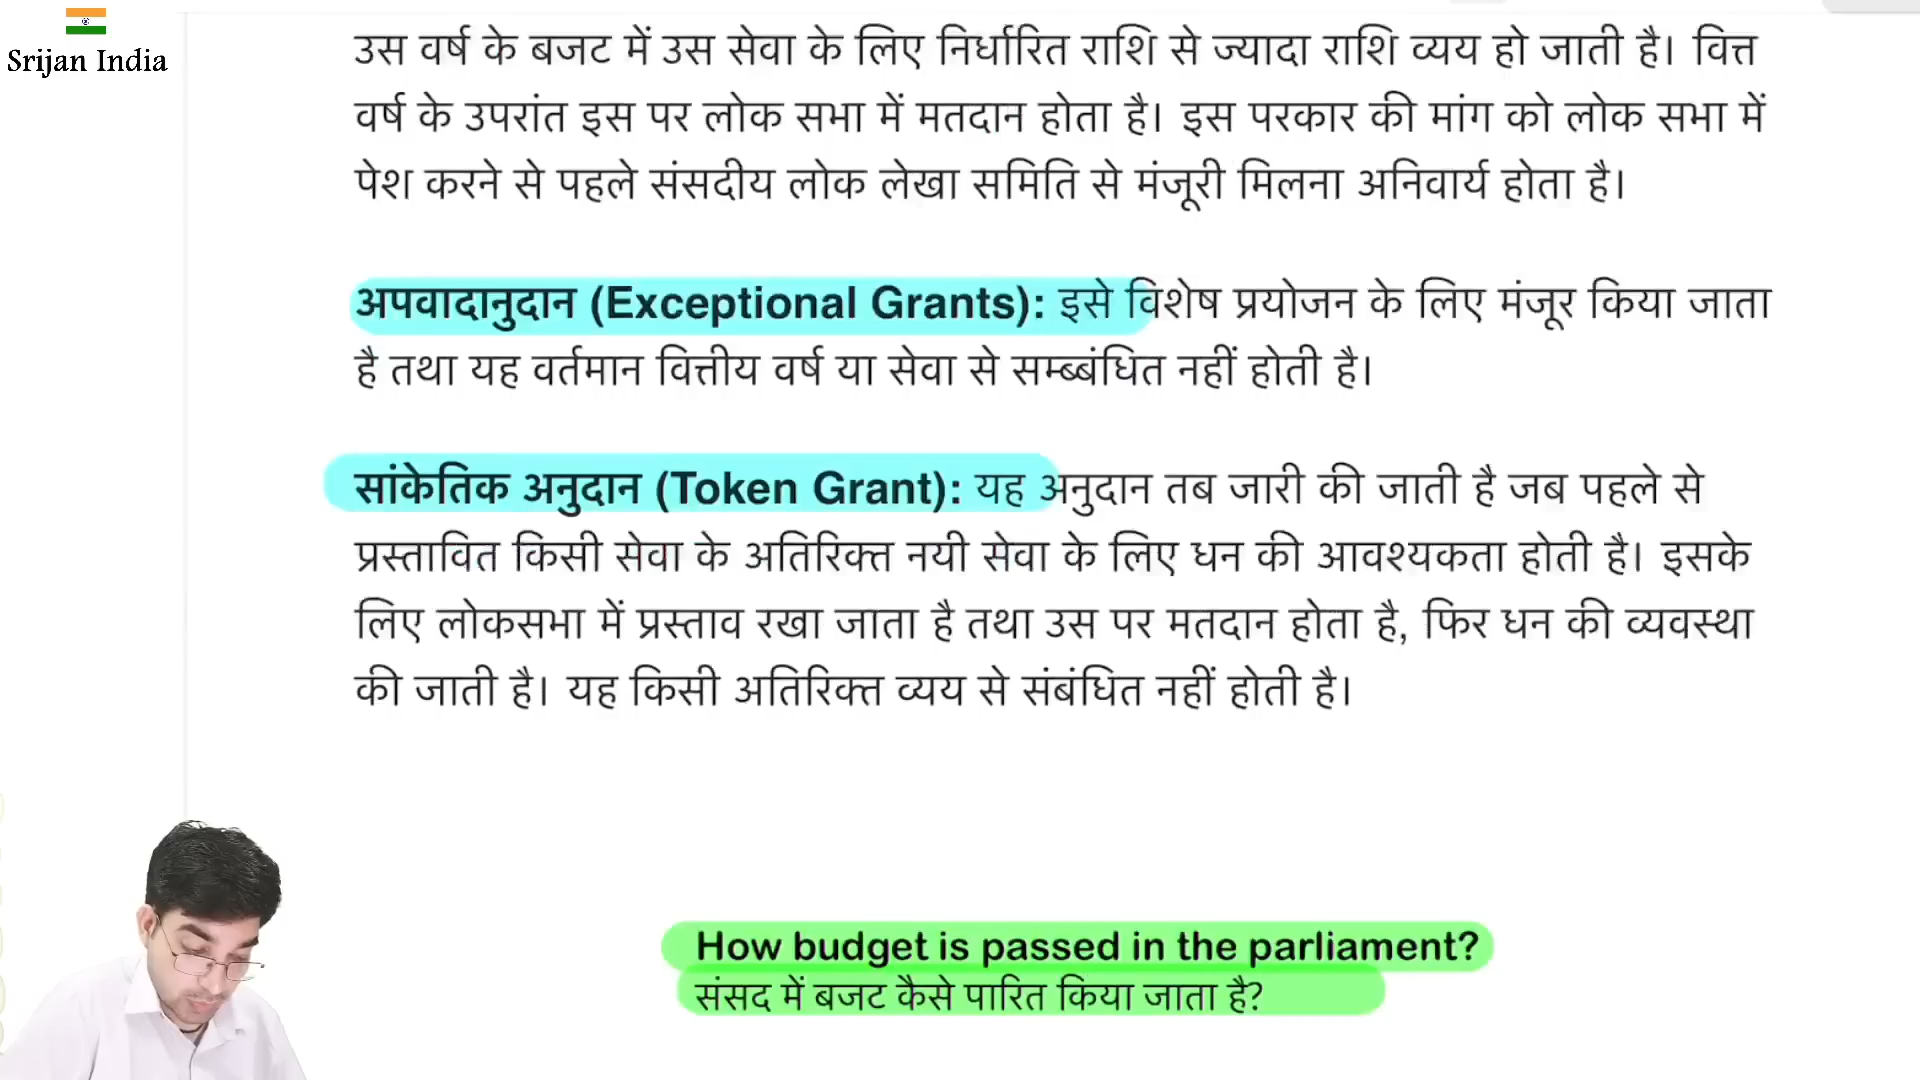 Srijan India
उस वर्ष के बजट में उस सेवा के लिए निर्धारित राशि से ज्यादा राशि व्यय हो जाती है। वित्त
वर्ष के उपरांत इस पर लोक सभा में मतदान होता है। इस परकार की मांग को लोक सभा में
पेश करने से पहले संसदीय लोक लेखा समिति से मंजूरी मिलना अनिवार्य होता है।
अपवादानुदान (Exceptional Grants): इसे विशेष प्रयोजन के लिए मंजूर किया जाता
है तथा यह वर्तमान वित्तीय वर्ष या सेवा से सम्ब्बंधित नहीं होती है।
सांकेतिक अनुदान (Token Grant): यह अनुदान तब जारी की जाती है जब पहले से
प्रस्तावित किसी सेवा के अतिरिक्त नयी सेवा के लिए धन की आवश्यकता होती है। इसके
लिए लोकसभा में प्रस्ताव रखा जाता है तथा उस पर मतदान होता है, फिर धन की व्यवस्था
की जाती है। यह किसी अतिरिक्त व्यय से संबंधित नहीं होती है।
How budget is passed in the parliament?
संसद में बजट कैसे पारित किया जाता है?